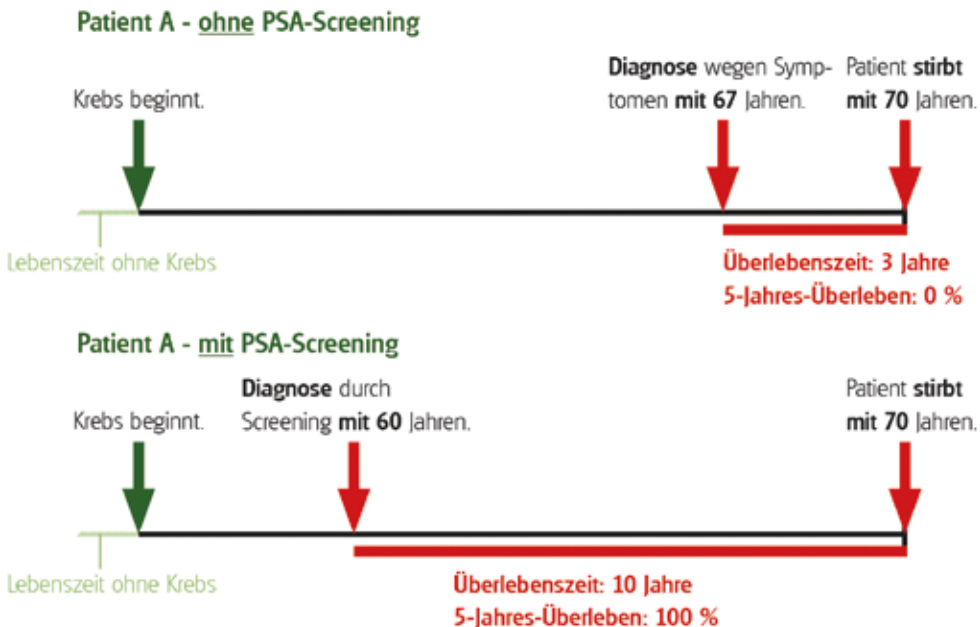 Patient A - ohne PSA-Screening
Krebs beginnt.
Diagnose wegen Symp-
tomen mit 67 Jahren.
Patient stirbt
mit 70 Jahren.
Lebenszeit ohne Krebs
Überlebenszeit: 3 Jahre
5-Jahres-Überleben: 0 %
Patient A - mit PSA-Screening
Krebs beginnt.
Diagnose durch
Screening mit 60 Jahren.
Patient stirbt
mit 70 Jahren.
Lebenszeit ohne Krebs
Überlebenszeit: 10 Jahre
5-Jahres-Überleben: 100 %